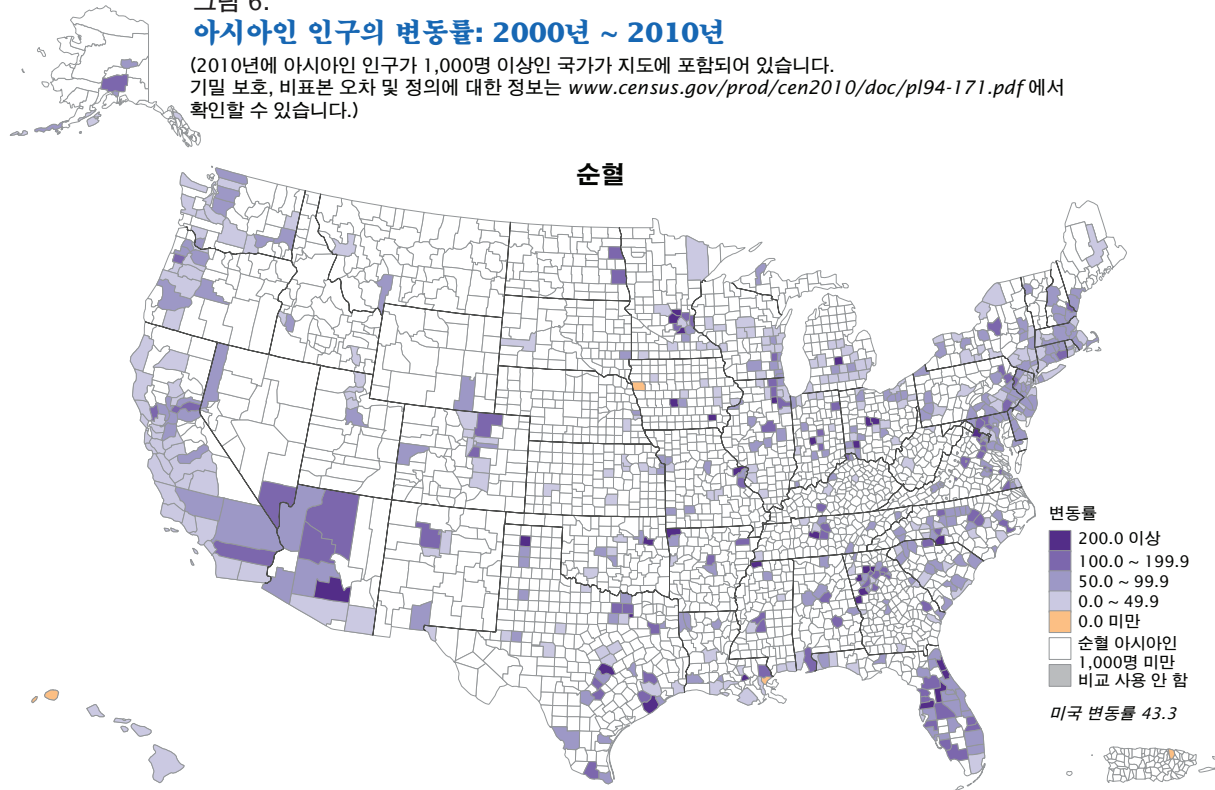 그림 6.
아시아인 인구의 변동률: 2000년 ~ 2010년
(2010년에 아시아인 인구가 1,000명 이상인 국가가 지도에 포함되어 있습니다.
기밀 보호, 비표본 오차 및 정의에 대한 정보는 www.census.gov/prod/cen2010/doc/pl94-171.pdf 에서
확인할 수 있습니다.)
순혈
변동률
200.0 이상
100.0 ~ 199.9
50.0 ~ 99.9
0.0 ~ 49.9
0.0 미만
순혈 아시아인
1,000명 미만
비교 사용 안 함
미국 변동률 43.3